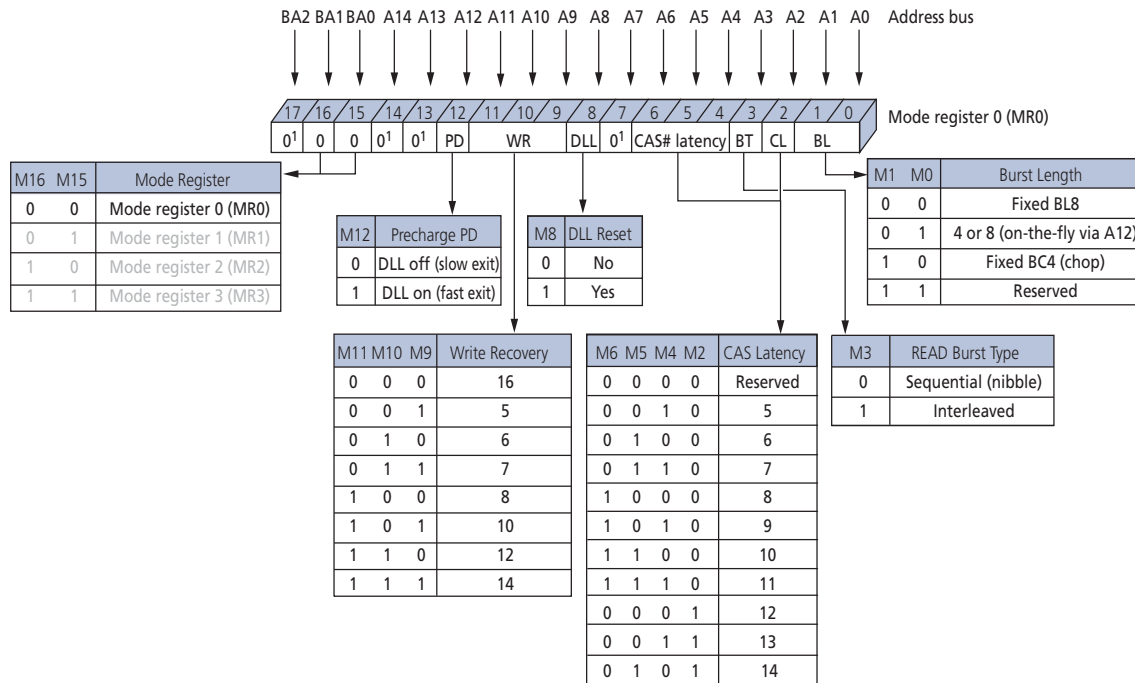 BA2 BA1 BA0 A14 A13 A12 A11 A10 A9 A8 A7 A6 A5 A4 A3 A2 A1 A0 Address bus
17 16 15 14 13 12 11 10 9 8 7 6 5 4 3 2 1 0 Mode register 0 (MR0)
0¹ 0 0 0¹ 0¹ PD WR DLL 0¹ CAS# latency BT CL BL
M16 M15 Mode Register
0 0 Mode register 0 (MR0)
0 1 Mode register 1 (MR1)
1 0 Mode register 2 (MR2)
1 1 Mode register 3 (MR3)
M12 Precharge PD
0 DLL off (slow exit)
1 DLL on (fast exit)
M8 DLL Reset
0 No
1 Yes
M1 M0 Burst Length
0 0 Fixed BL8
0 1 4 or 8 (on-the-fly via A12)
1 0 Fixed BC4 (chop)
1 1 Reserved
M11 M10 M9 Write Recovery
0 0 0 16
0 0 1 5
0 1 0 6
0 1 1 7
1 0 0 8
1 0 1 10
1 1 0 12
1 1 1 14
M6 M5 M4 M2 CAS Latency
0 0 0 0 Reserved
0 0 1 0 5
0 1 0 0 6
0 1 1 0 7
1 0 0 0 8
1 0 1 0 9
1 1 0 0 10
1 1 1 0 11
0 0 0 1 12
0 0 1 1 13
0 1 0 1 14
M3 READ Burst Type
0 Sequential (nibble)
1 Interleaved